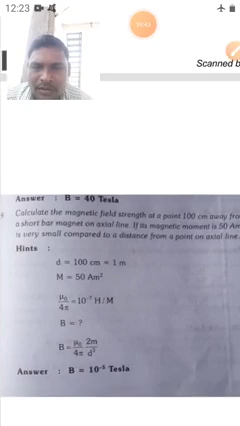 12:23
Scanned b
Answer : B = 40 Tesla
Calculate the magnetic field strength at a point 100 cm away fro
a short bar magnet on axial line. If its magnetic moment is 50 Am
is very small compared to a distance from a point on axial line.
Hints :
d = 100 cm = 1 m
M = 50 Am²
μ₀/4π = 10⁻⁷ H/M
B = ?
B = μ₀/4π 2m/d³
Answer : B = 10⁻⁵ Tesla